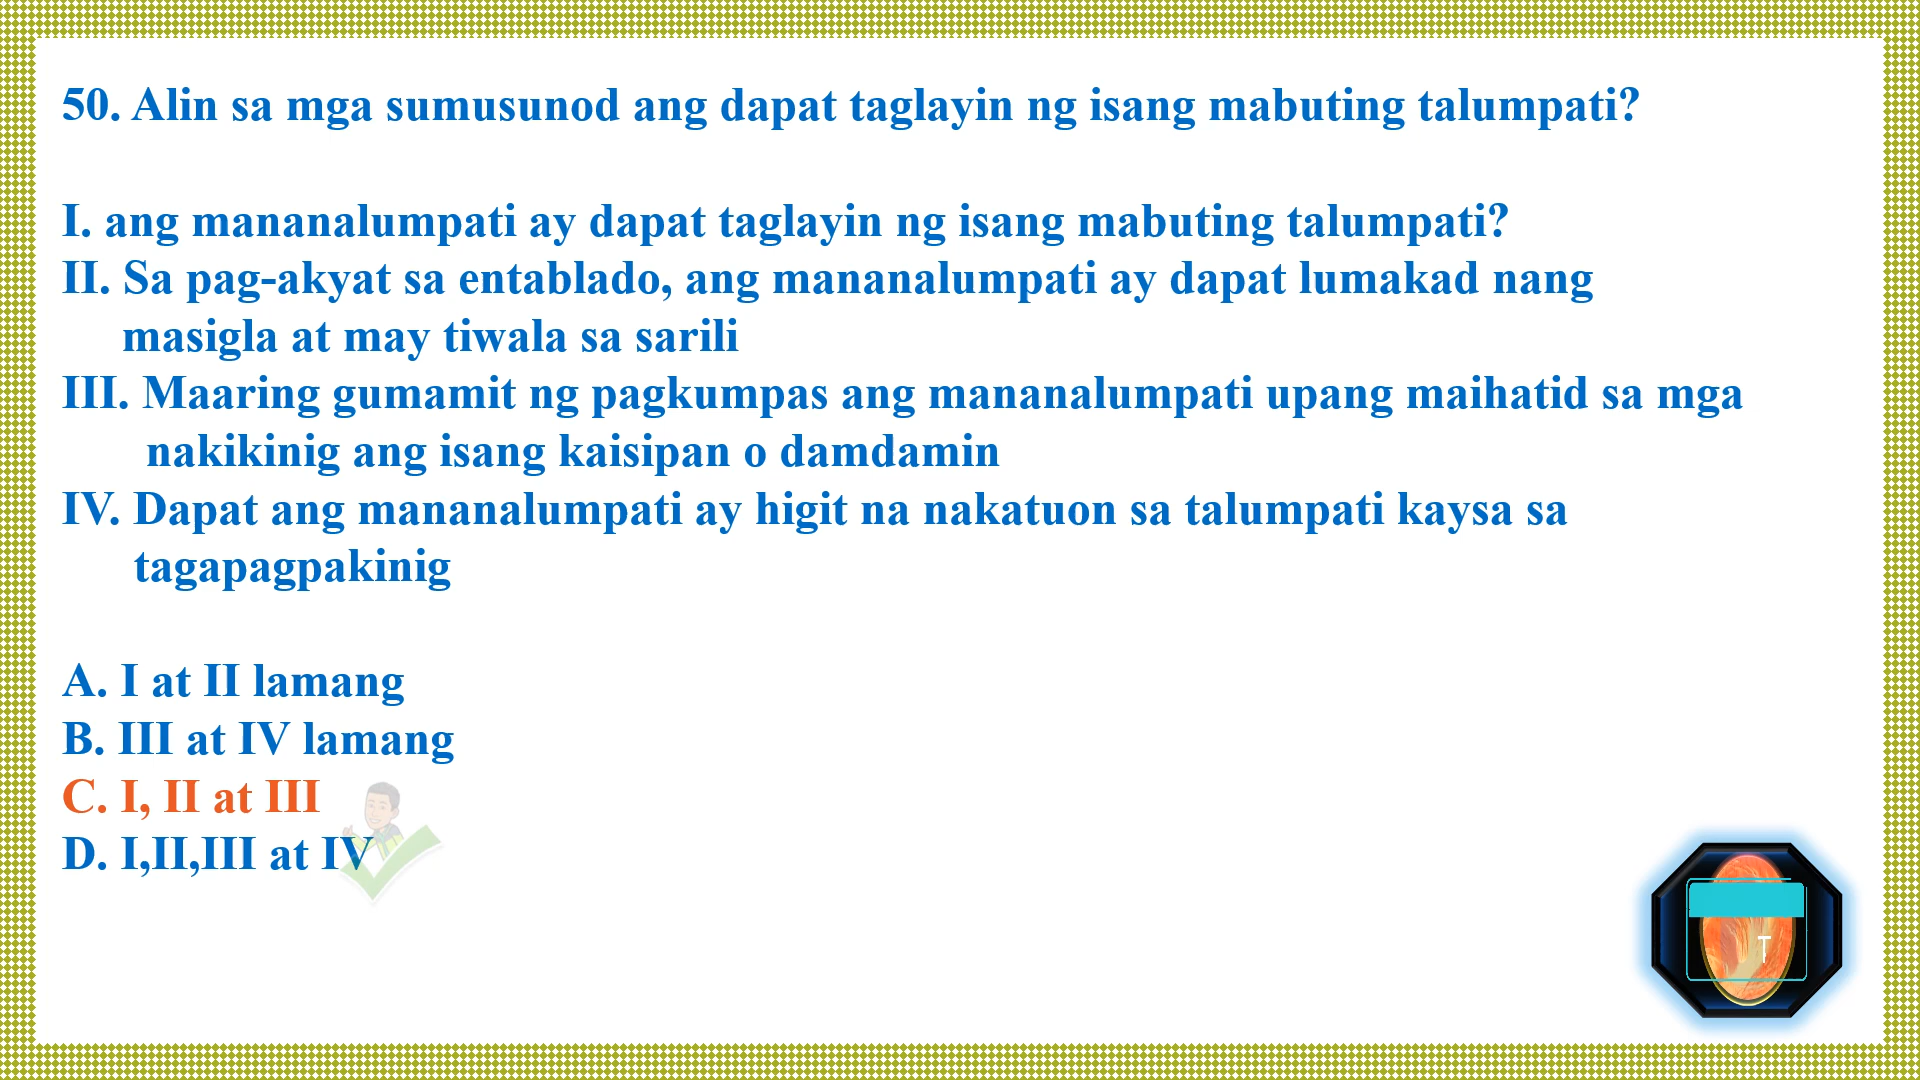 50. Alin sa mga sumusunod ang dapat taglayin ng isang mabuting talumpati?
I. ang mananalumpati ay dapat taglayin ng isang mabuting talumpati?
II. Sa pag-akyat sa entablado, ang mananalumpati ay dapat lumakad nang
masigla at may tiwala sa sarili
III. Maaring gumamit ng pagkumpas ang mananalumpati upang maihatid sa mga
nakikinig ang isang kaisipan o damdamin
IV. Dapat ang mananalumpati ay higit na nakatuon sa talumpati kaysa sa
tagapagpakinig
A. I at II lamang
B. III at IV lamang
C. I, II at III
D. I,II,III at IV
T